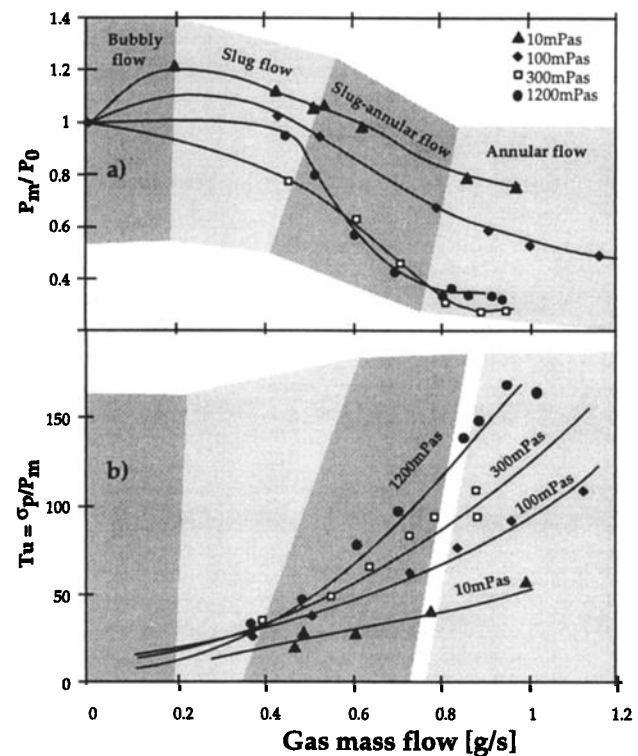 1.4
1.2
1
0.8
0.6
0.4
Pm/P0
a)
Bubbly flow
Slug flow
Slug-annular flow
Annular flow
▲ 10mPas
◆ 100mPas
□ 300mPas
● 1200mPas
150
100
50
0
Tu = σp/Pm
b)
1200mPas
300mPas
100mPas
10mPas
0 0.2 0.4 0.6 0.8 1 1.2
Gas mass flow [g/s]